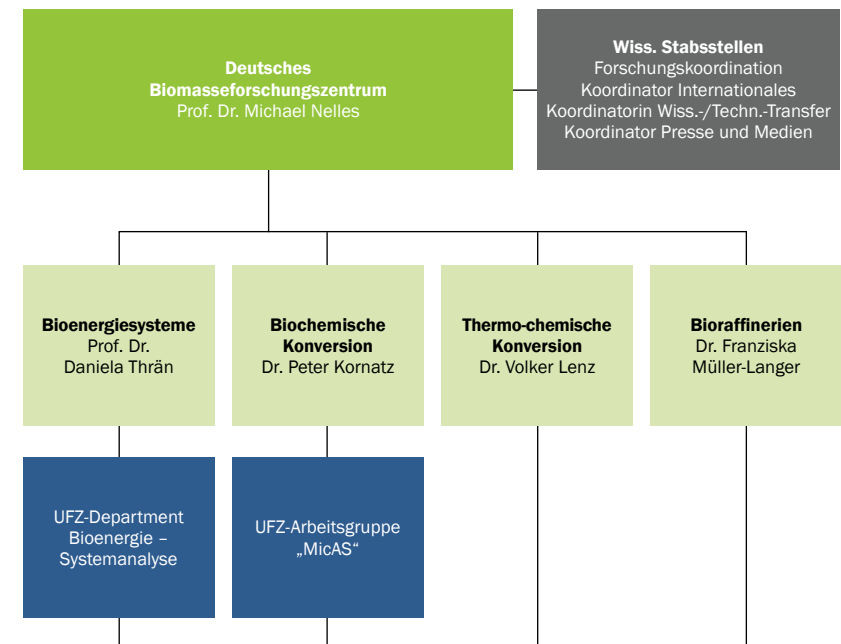 Deutsches
Biomasseforschungszentrum
Prof. Dr. Michael Nelles
Wiss. Stabsstellen
Forschungskoordination
Koordinator Internationales
Koordinatorin Wiss.-/Techn.-Transfer
Koordinator Presse und Medien
Bioenergiesysteme
Prof. Dr.
Daniela Thrän
Biochemische
Konversion
Dr. Peter Kornatz
Thermo-chemische
Konversion
Dr. Volker Lenz
Bioraffinerien
Dr. Franziska
Müller-Langer
UFZ-Department
Bioenergie –
Systemanalyse
UFZ-Arbeitsgruppe
„MicAS“